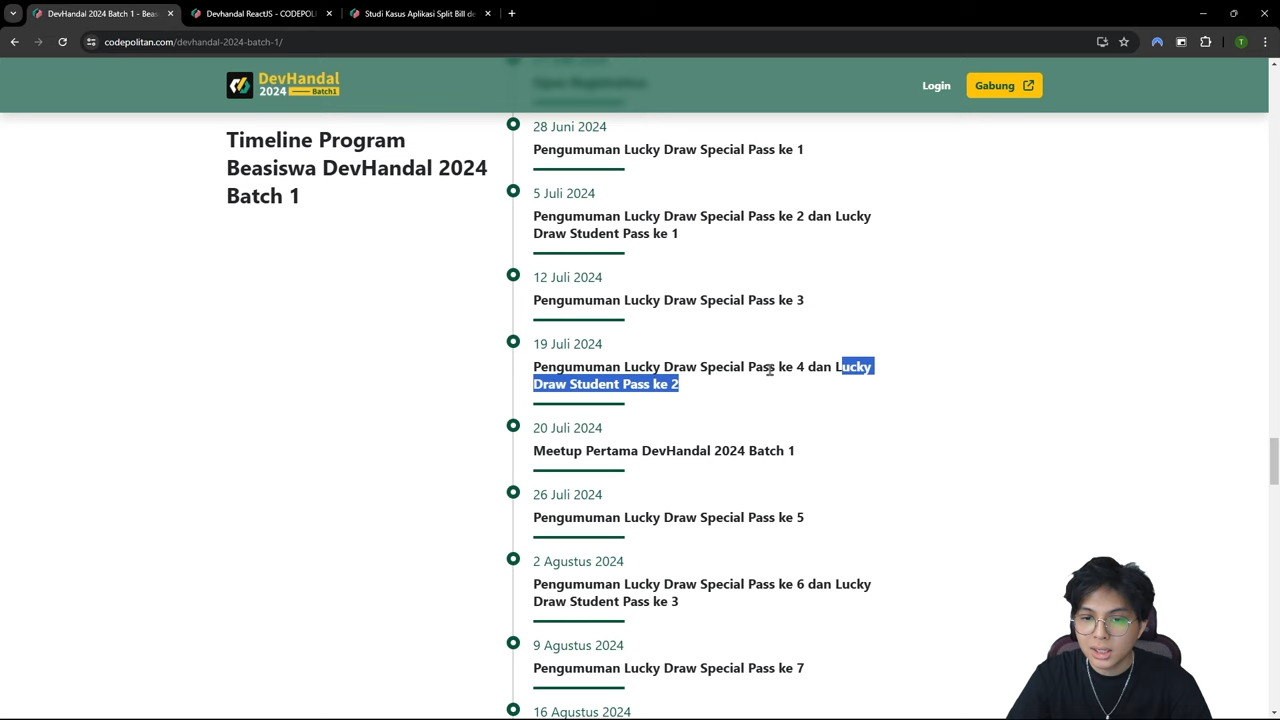 DevHandal 2024 Batch 1 - Beas
Devhandal ReactJS - CODEPOLI
Studi Kasus Aplikasi Split Bill de
codepolitan.com/devhandal-2024-batch-1/
T
DevHandal
2024 Batch1
Login
Gabung
Open Registration
Timeline Program
Beasiswa DevHandal 2024
Batch 1
28 Juni 2024
Pengumuman Lucky Draw Special Pass ke 1
5 Juli 2024
Pengumuman Lucky Draw Special Pass ke 2 dan Lucky
Draw Student Pass ke 1
12 Juli 2024
Pengumuman Lucky Draw Special Pass ke 3
19 Juli 2024
Pengumuman Lucky Draw Special Pass ke 4 dan Lucky
Draw Student Pass ke 2
20 Juli 2024
Meetup Pertama DevHandal 2024 Batch 1
26 Juli 2024
Pengumuman Lucky Draw Special Pass ke 5
2 Agustus 2024
Pengumuman Lucky Draw Special Pass ke 6 dan Lucky
Draw Student Pass ke 3
9 Agustus 2024
Pengumuman Lucky Draw Special Pass ke 7
16 Agustus 2024